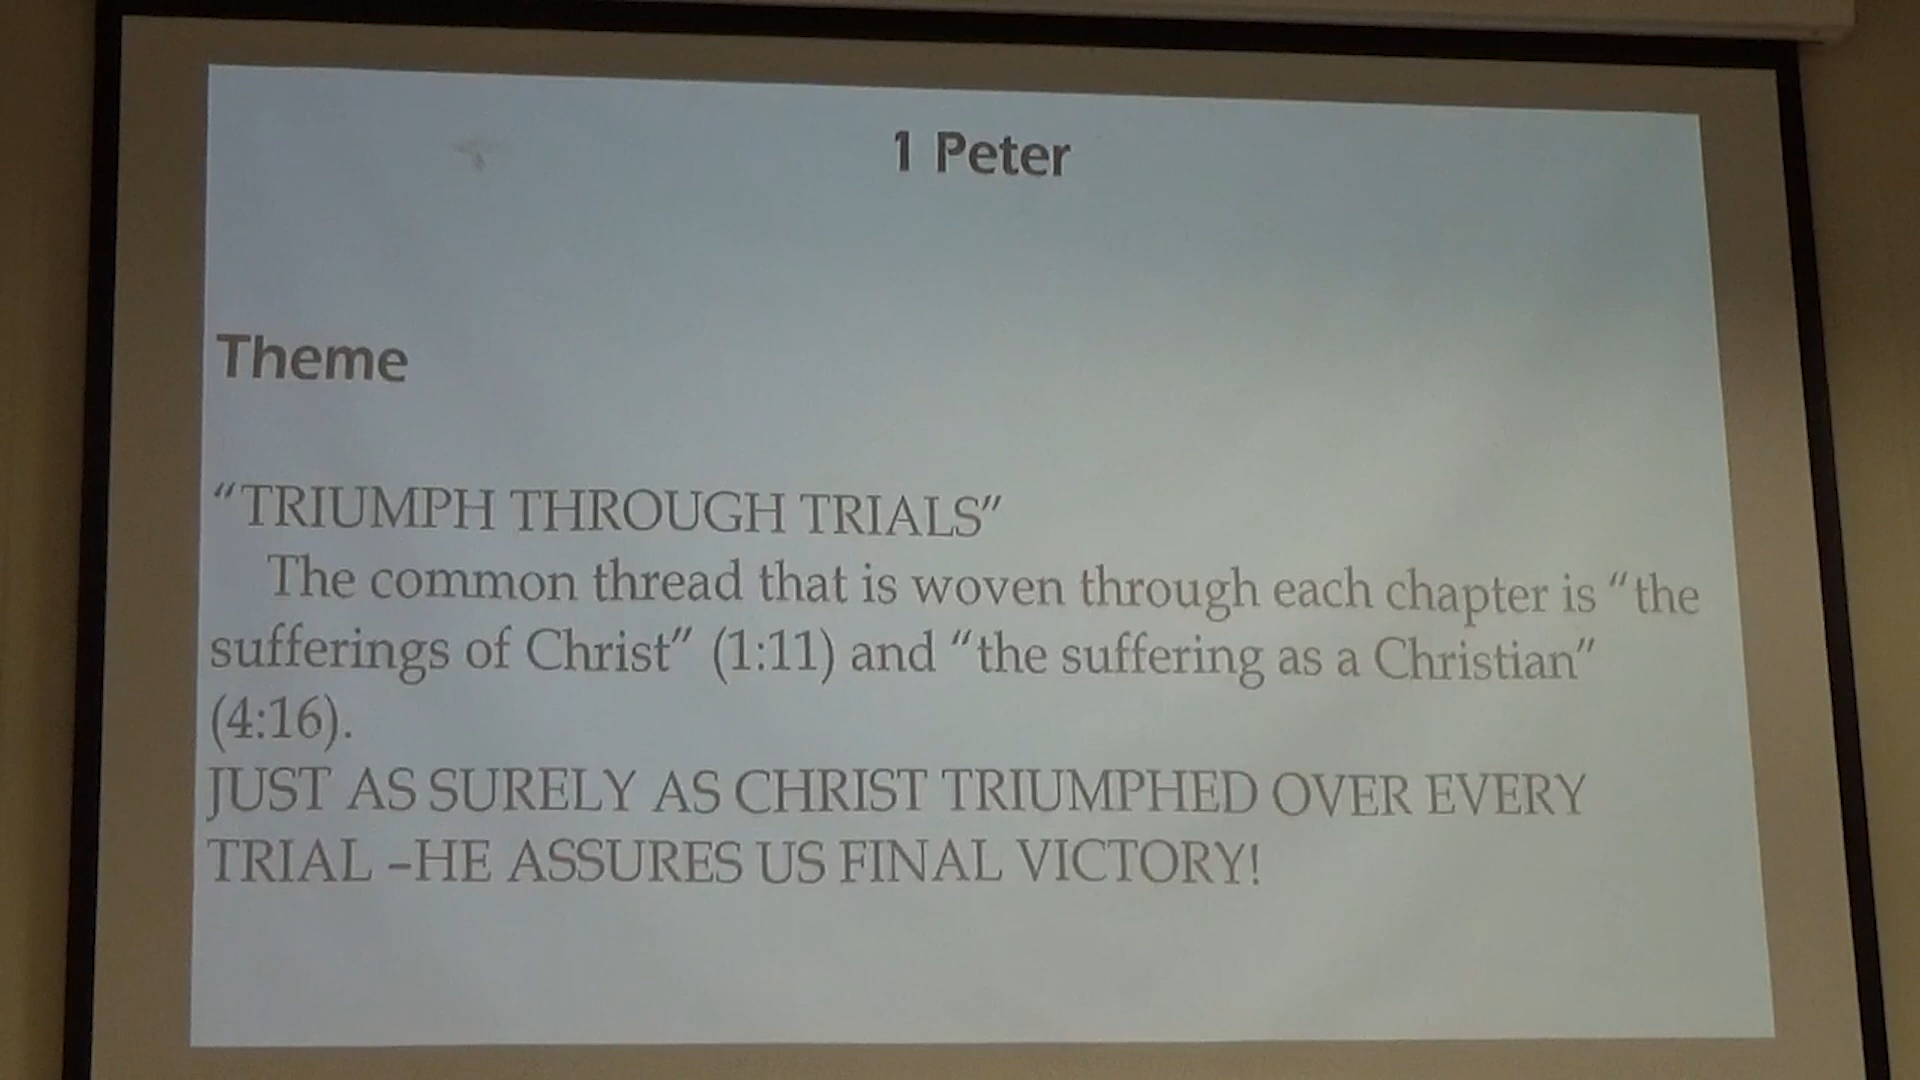 1 Peter
Theme
“TRIUMPH THROUGH TRIALS”
The common thread that is woven through each chapter is “the
sufferings of Christ” (1:11) and “the suffering as a Christian”
(4:16).
JUST AS SURELY AS CHRIST TRIUMPHED OVER EVERY
TRIAL –HE ASSURES US FINAL VICTORY!